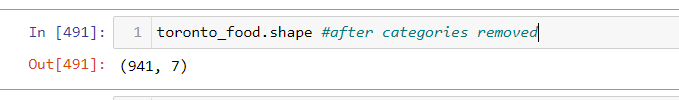 In [491]: 1 toronto_food.shape #after categories removed
Out[491]: (941, 7)